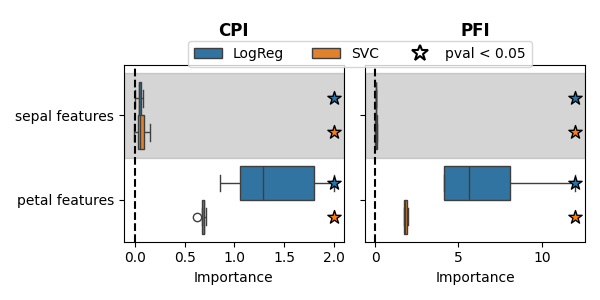 CPI PFI
LogReg SVC pval < 0.05
sepal features
petal features
0.0 0.5 1.0 1.5 2.0 0 5 10
Importance Importance